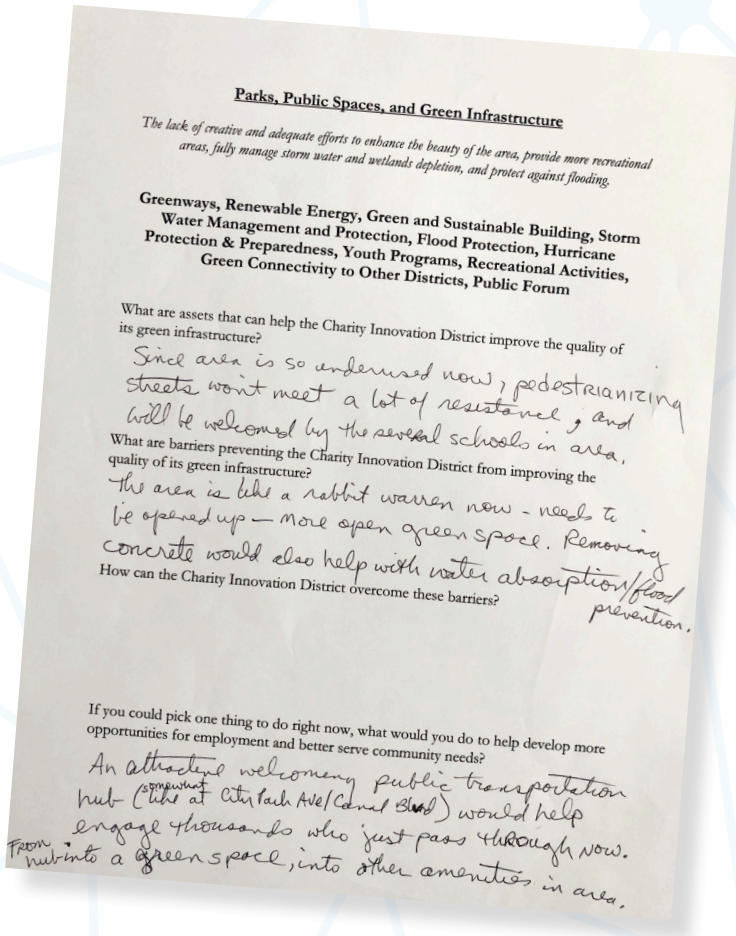 Parks, Public Spaces, and Green Infrastructure
The lack of creative and adequate efforts to enhance the beauty of the area, provide more recreational
areas, fully manage storm water and wetlands depletion, and protect against flooding.
Greenways, Renewable Energy, Green and Sustainable Building, Storm
Water Management and Protection, Flood Protection, Hurricane
Protection & Preparedness, Youth Programs, Recreational Activities,
Green Connectivity to Other Districts, Public Forum
What are assets that can help the Charity Innovation District improve the quality of
its green infrastructure?
Since area is so underused now, pedestrianizing
streets won't meet a lot of resistance, and
will be welcomed by the several schools in area.
What are barriers preventing the Charity Innovation District from improving the
quality of its green infrastructure?
The area is like a rabbit warren now - needs to
be opened up - more open green space. Removing
concrete would also help with water absorption/flood
prevention.
How can the Charity Innovation District overcome these barriers?
If you could pick one thing to do right now, what would you do to help develop more
opportunities for employment and better serve community needs?
An attractive welcoming public transportation
hub (somewhat like at City Park Ave/Canal Blvd) would help
engage thousands who just pass through now.
From hub into a green space, into other amenities in area.